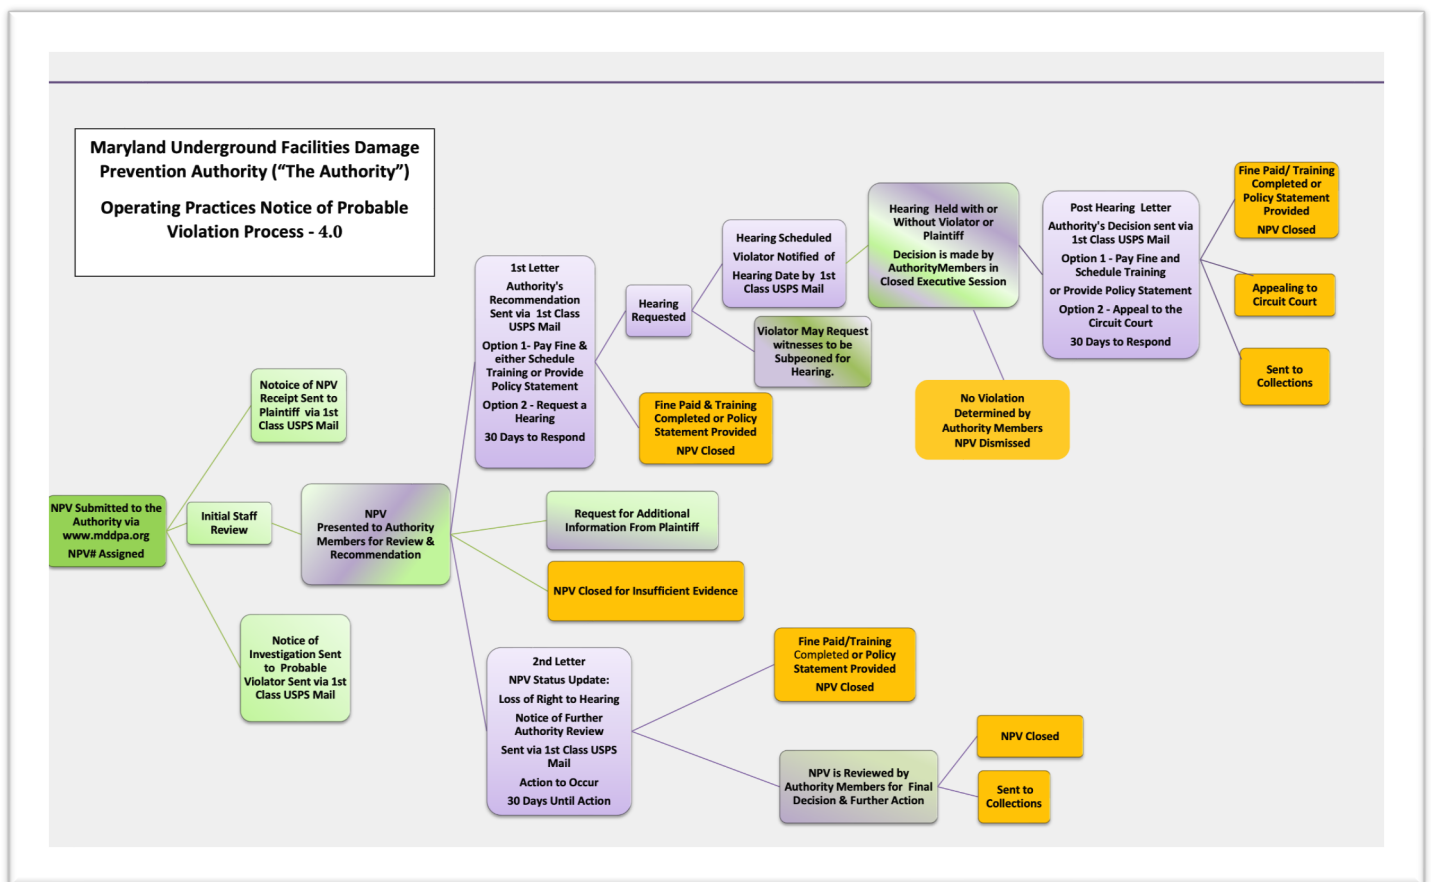 Maryland Underground Facilities Damage
Prevention Authority (“The Authority”)
Operating Practices Notice of Probable
Violation Process - 4.0
NPV Submitted to the
Authority via
www.mddpa.org
NPV# Assigned
Notoice of NPV
Receipt Sent to
Plaintiff via 1st
Class USPS Mail
Initial Staff
Review
Notice of
Investigation Sent
to Probable
Violator Sent via 1st
Class USPS Mail
NPV
Presented to Authority
Members for Review &
Recommendation
1st Letter
Authority's
Recommendation
Sent via 1st Class
USPS Mail
Option 1- Pay Fine &
either Schedule
Training or Provide
Policy Statement
Option 2 - Request a
Hearing
30 Days to Respond
Hearing
Requested
Hearing Scheduled
Violator Notified of
Hearing Date by 1st
Class USPS Mail
Violator May Request
witnesses to be
Subpeoned for
Hearing.
Fine Paid & Training
Completed or Policy
Statement Provided
NPV Closed
Hearing Held with or
Without Violator or
Plaintiff
Decision is made by
AuthorityMembers in
Closed Executive Session
No Violation
Determined by
Authority Members
NPV Dismissed
Post Hearing Letter
Authority's Decision sent via
1st Class USPS Mail
Option 1 - Pay Fine and
Schedule Training
or Provide Policy Statement
Option 2 - Appeal to the
Circuit Court
30 Days to Respond
Fine Paid/ Training
Completed or
Policy Statement
Provided
NPV Closed
Appealing to
Circuit Court
Sent to
Collections
Request for Additional
Information From Plaintiff
NPV Closed for Insufficient Evidence
2nd Letter
NPV Status Update:
Loss of Right to Hearing
Notice of Further
Authority Review
Sent via 1st Class USPS
Mail
Action to Occur
30 Days Until Action
Fine Paid/Training
Completed or Policy
Statement Provided
NPV Closed
NPV is Reviewed by
Authority Members for Final
Decision & Further Action
NPV Closed
Sent to
Collections